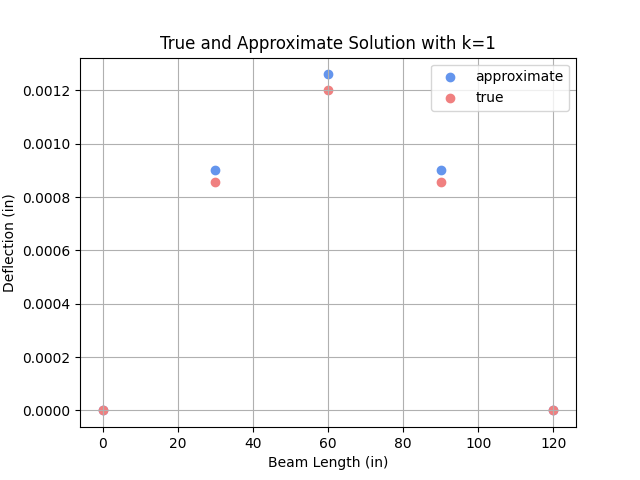 True and Approximate Solution with k=1
approximate
true
Deflection (in)
0.0012
0.0010
0.0008
0.0006
0.0004
0.0002
0.0000
0 20 40 60 80 100 120
Beam Length (in)